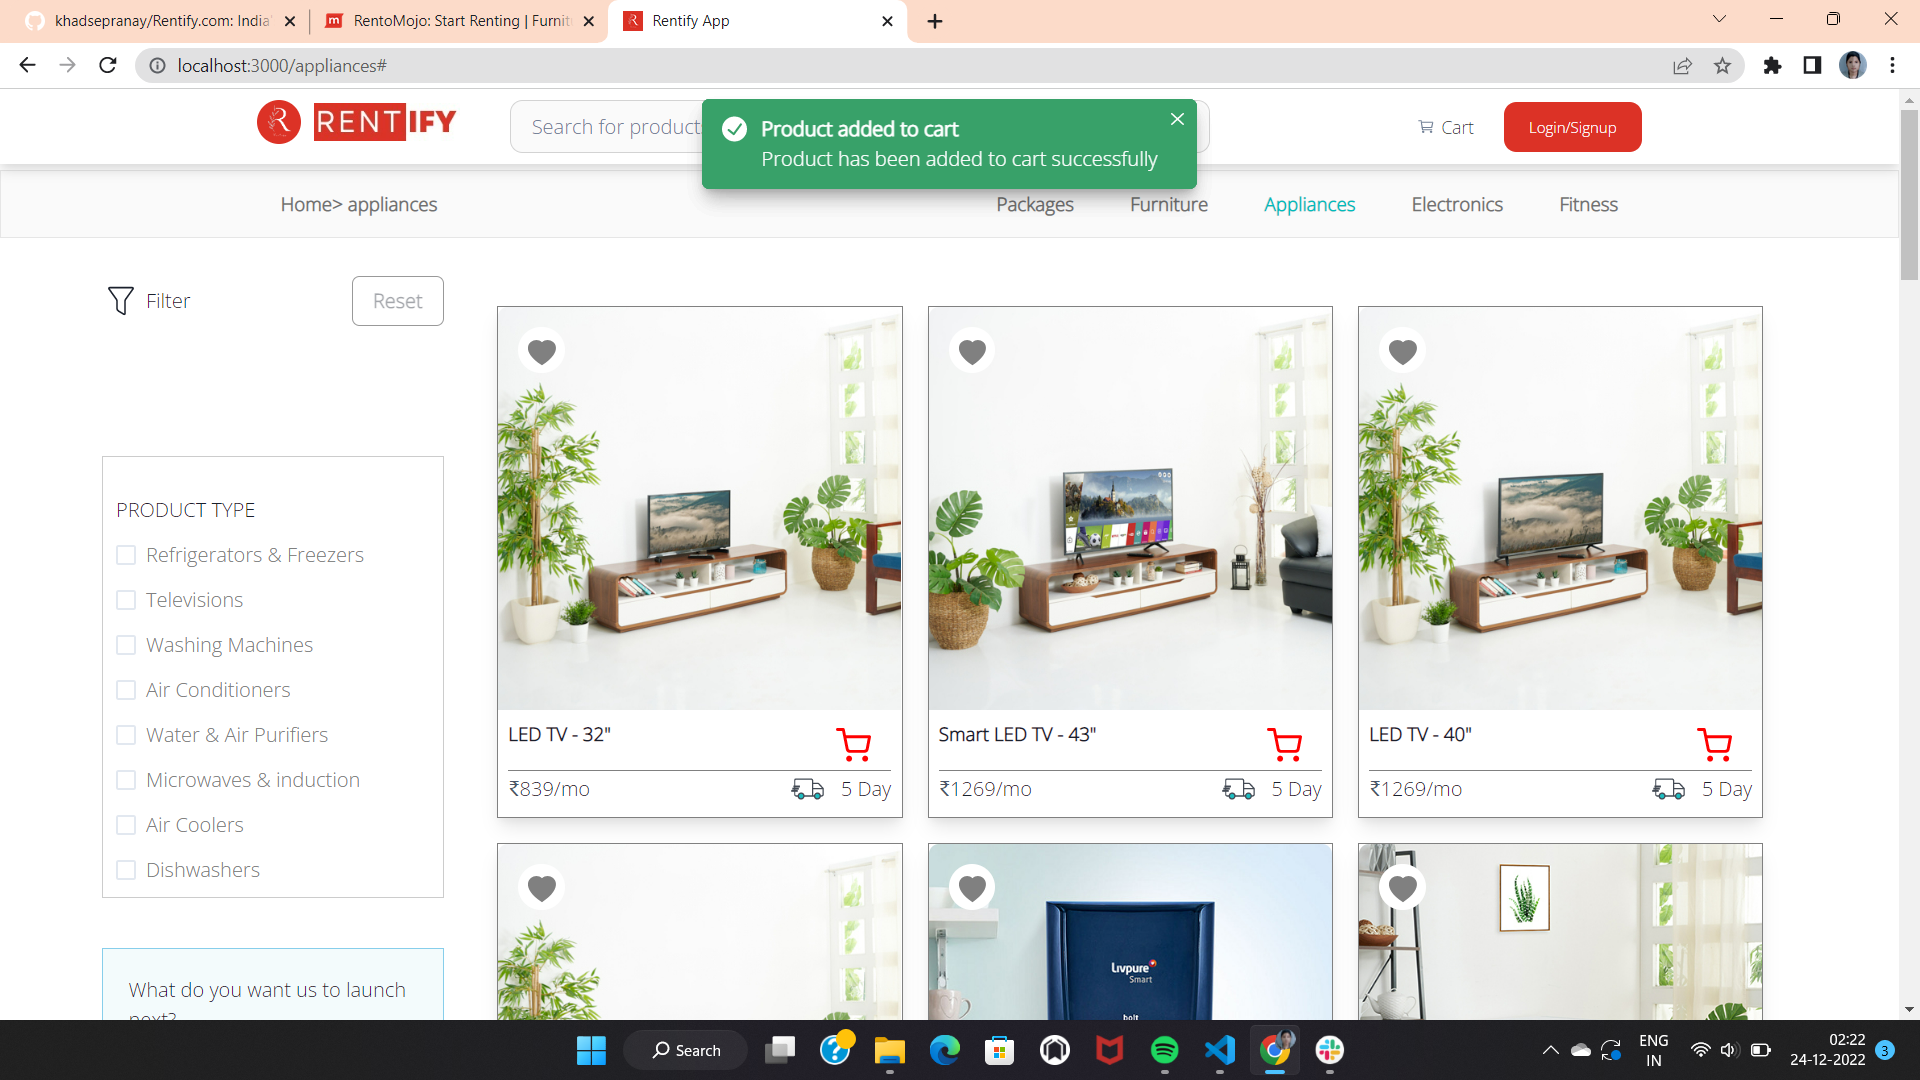 khadsepranay/Rentify.com: India'
RentoMojo: Start Renting | Furnit
Rentify App
localhost:3000/appliances#
R RENTIFY
Search for product
Product added to cart
Product has been added to cart successfully
Cart
Login/Signup
Home> appliances
Packages
Furniture
Appliances
Electronics
Fitness
Filter
Reset
PRODUCT TYPE
Refrigerators & Freezers
Televisions
Washing Machines
Air Conditioners
Water & Air Purifiers
Microwaves & induction
Air Coolers
Dishwashers
What do you want us to launch
next?
LED TV - 32"
₹839/mo
5 Day
Smart LED TV - 43"
₹1269/mo
5 Day
LED TV - 40"
₹1269/mo
5 Day
Livpure
Smart
bolt
Search
ENG
IN
02:22
24-12-2022
3